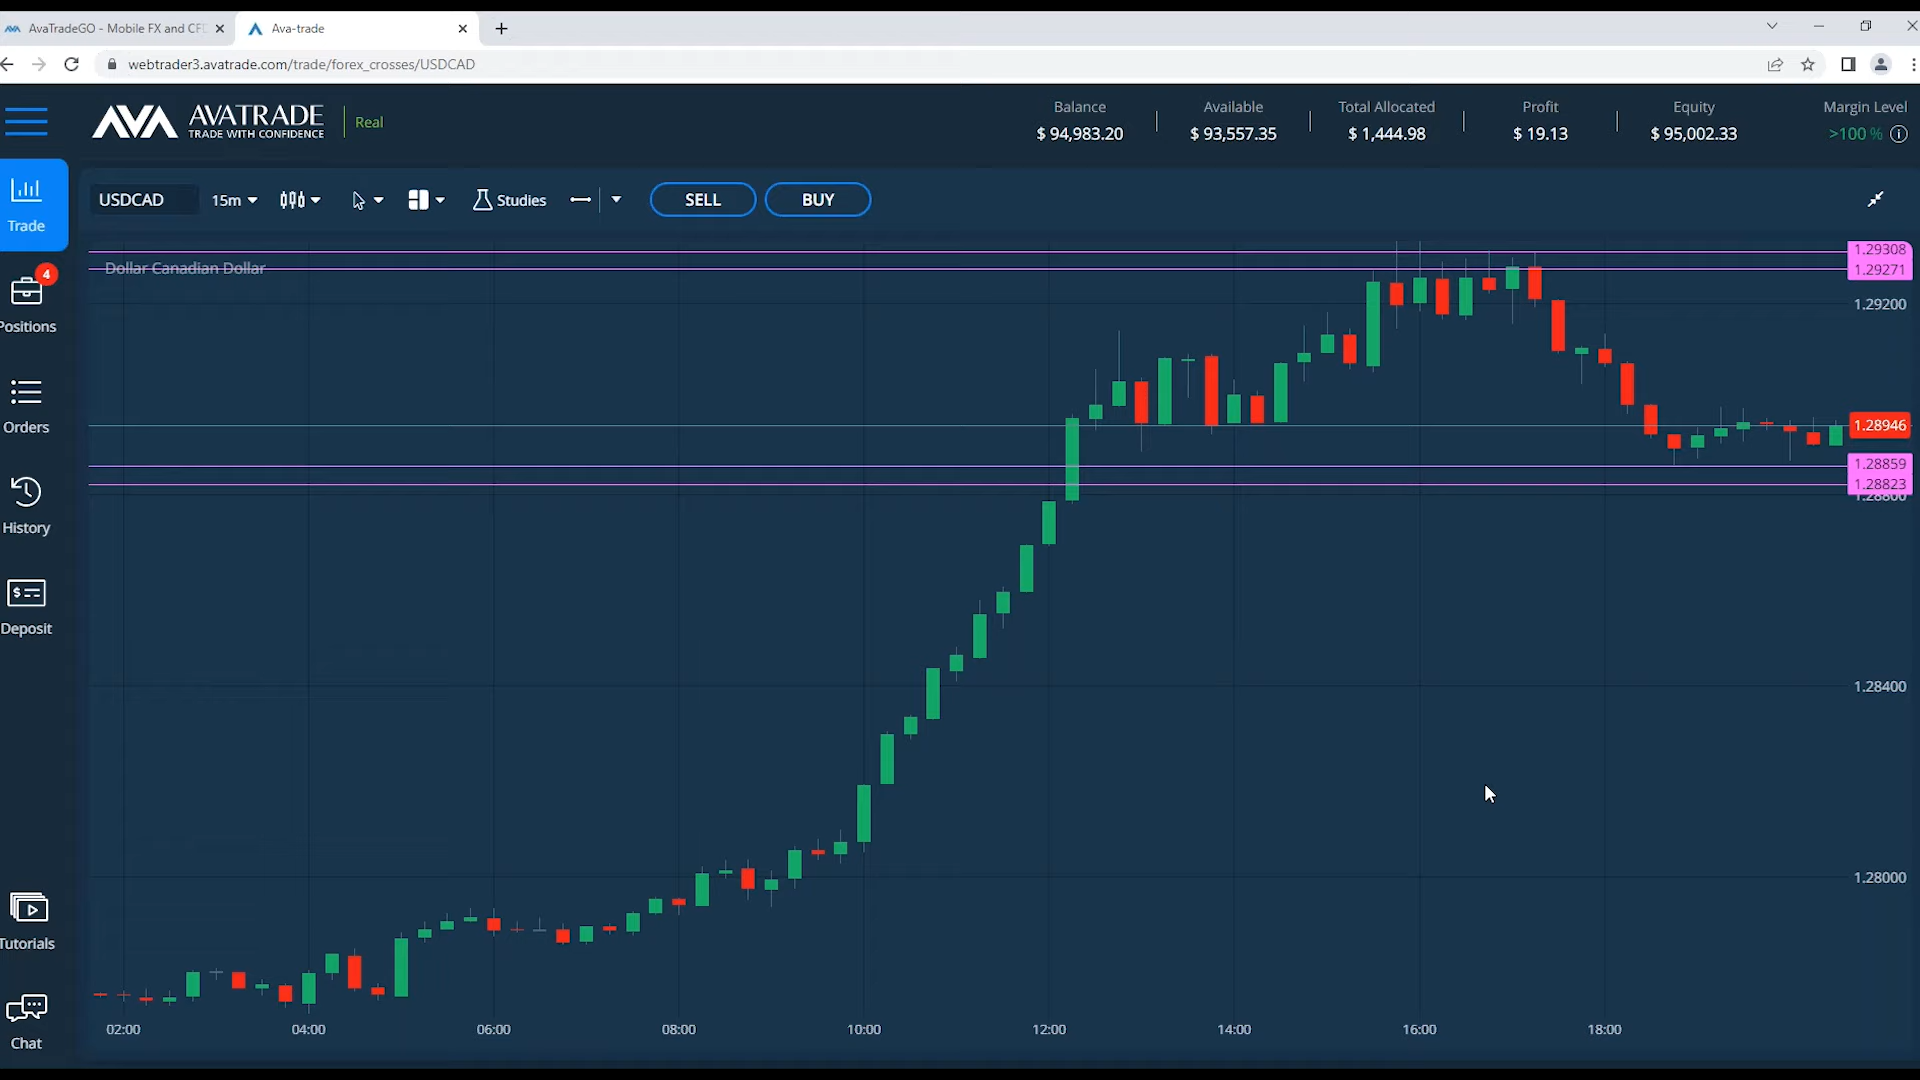 AvaTradeGO - Mobile FX and CFD
Ava-trade
webtrader3.avatrade.com/trade/forex_crosses/USDCAD
AVA AVATRADE
TRADE WITH CONFIDENCE
Real
Balance
$ 94,983.20
Available
$ 93,557.35
Total Allocated
$ 1,444.98
Profit
$ 19.13
Equity
$ 95,002.33
Margin Level
>100 %
Trade
4
Positions
Orders
History
Deposit
Tutorials
Chat
USDCAD
15m
Studies
SELL
BUY
Dollar Canadian Dollar
1.29308
1.29271
1.29200
1.28946
1.28859
1.28823
1.28800
1.28400
1.28000
02:00
04:00
06:00
08:00
10:00
12:00
14:00
16:00
18:00